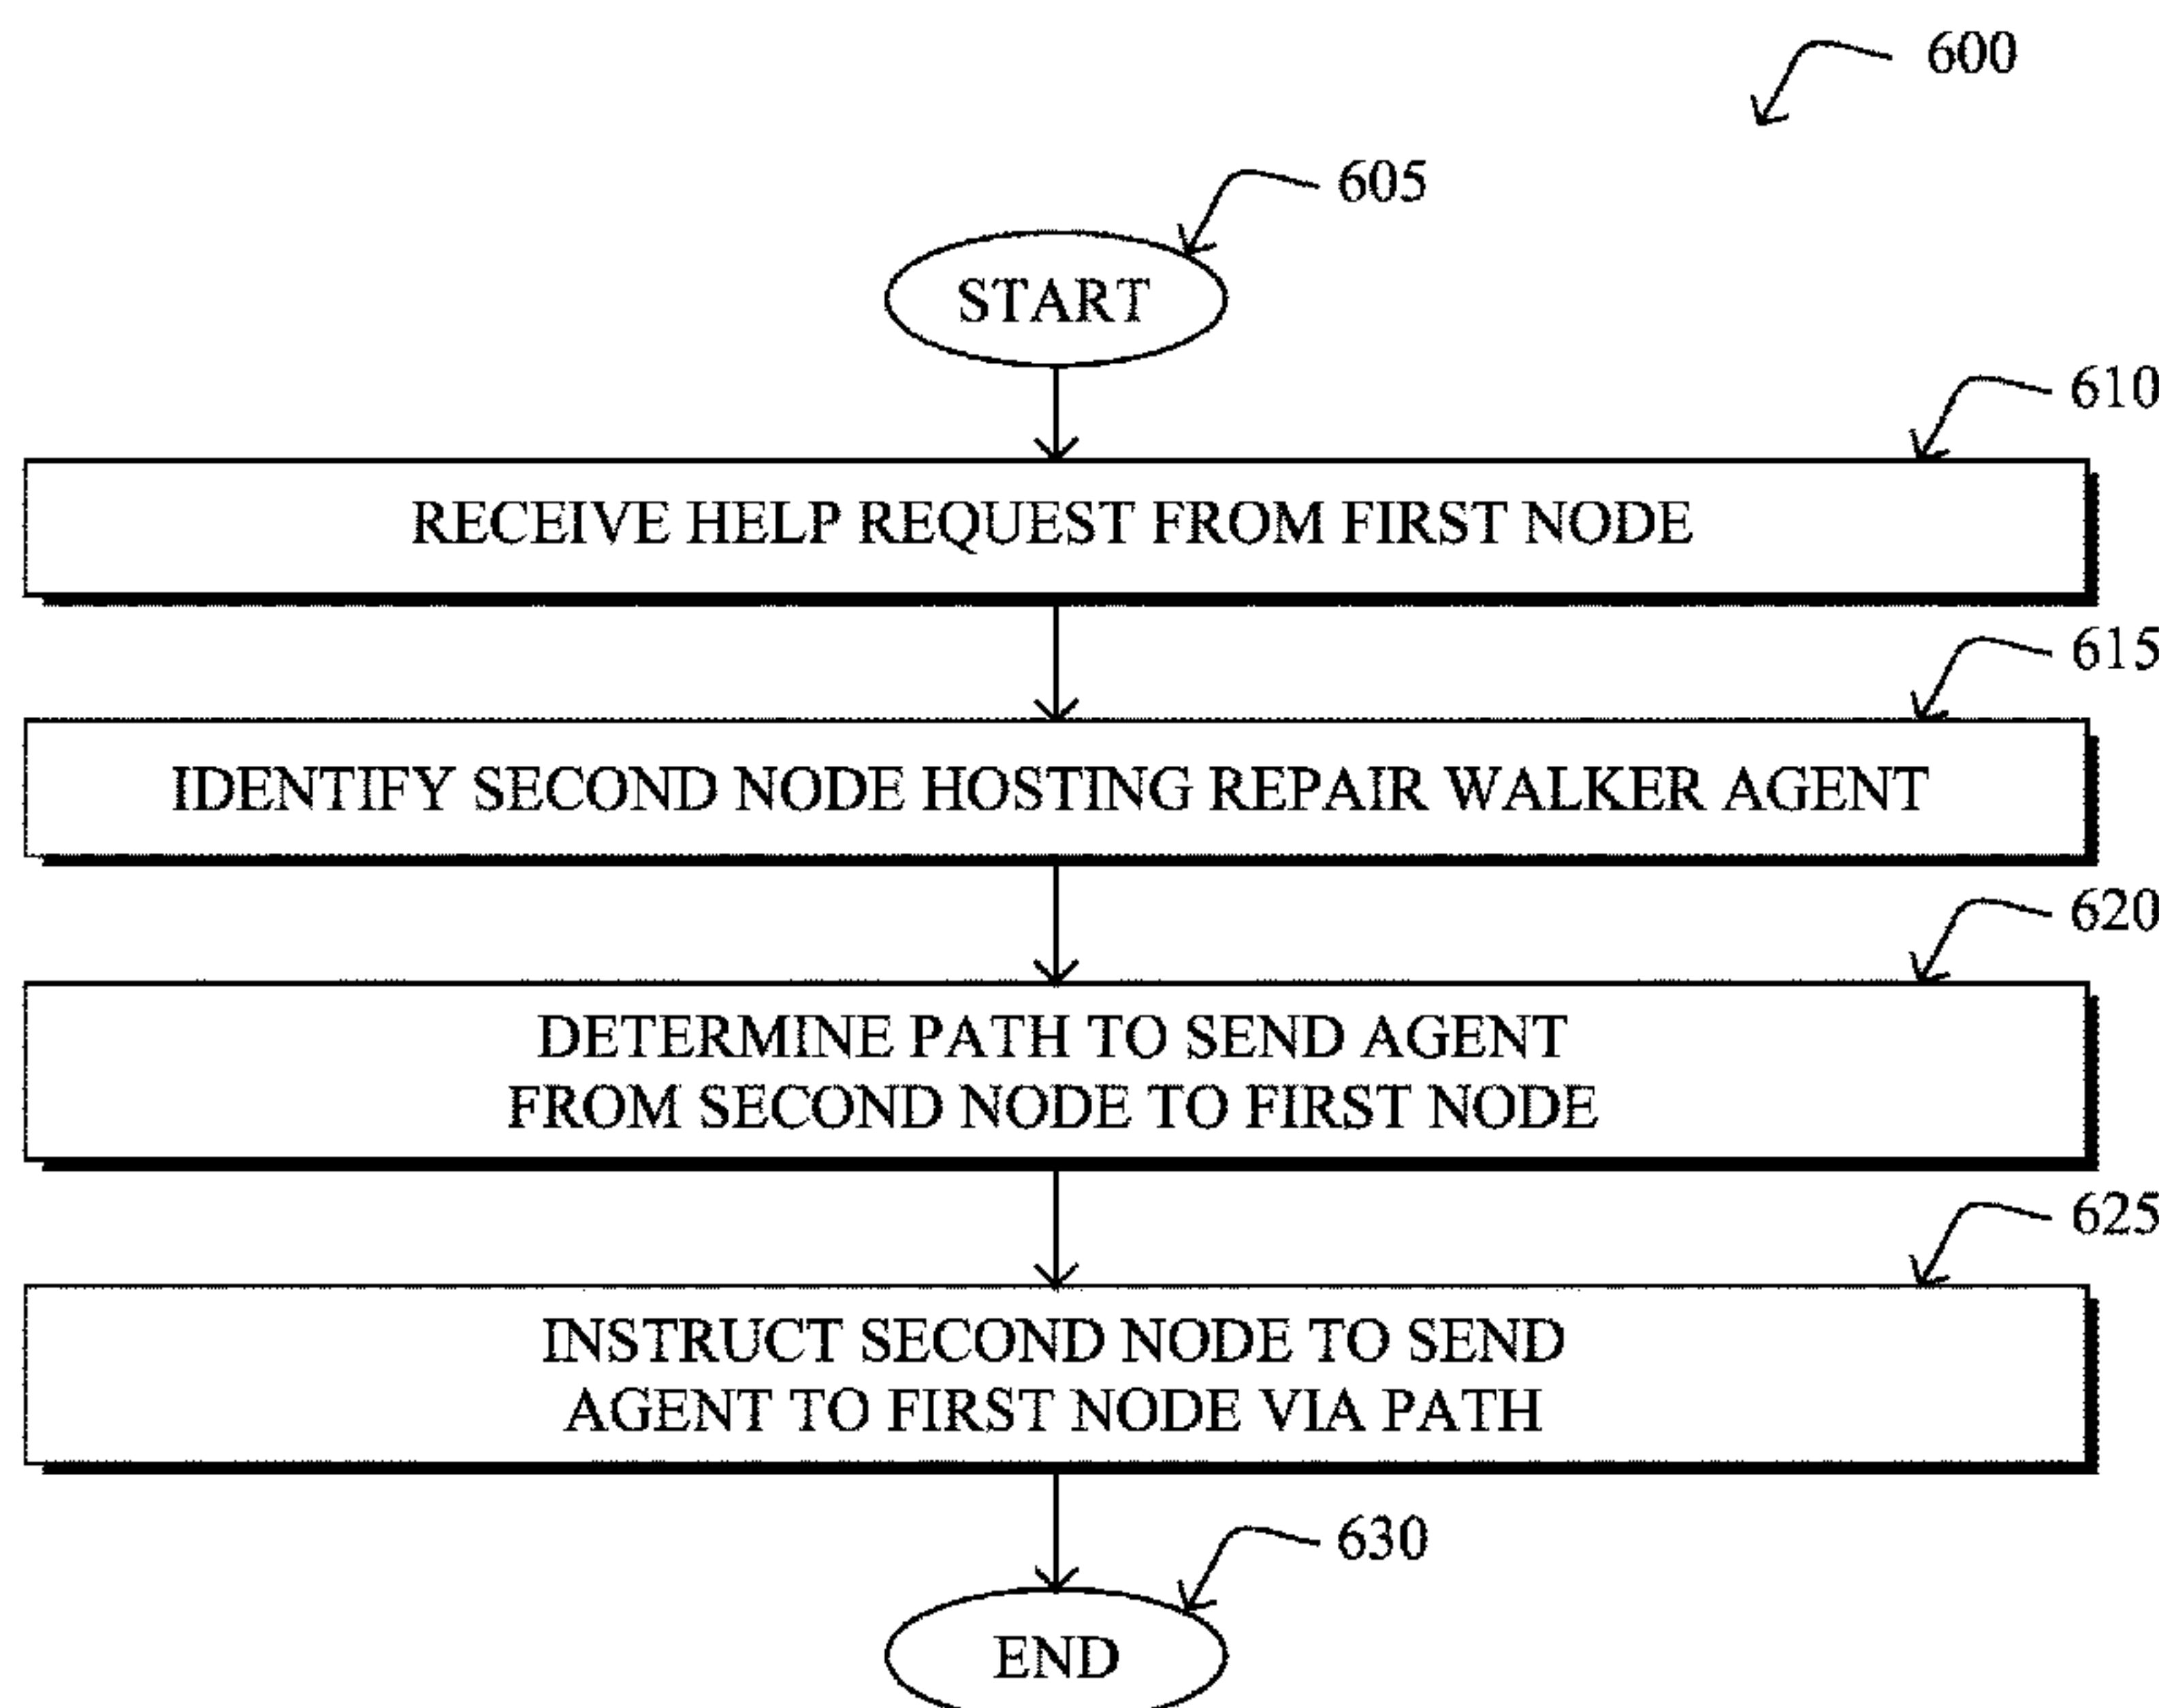 600
605
START
610
RECEIVE HELP REQUEST FROM FIRST NODE
615
IDENTIFY SECOND NODE HOSTING REPAIR WALKER AGENT
620
DETERMINE PATH TO SEND AGENT
FROM SECOND NODE TO FIRST NODE
625
INSTRUCT SECOND NODE TO SEND
AGENT TO FIRST NODE VIA PATH
630
END